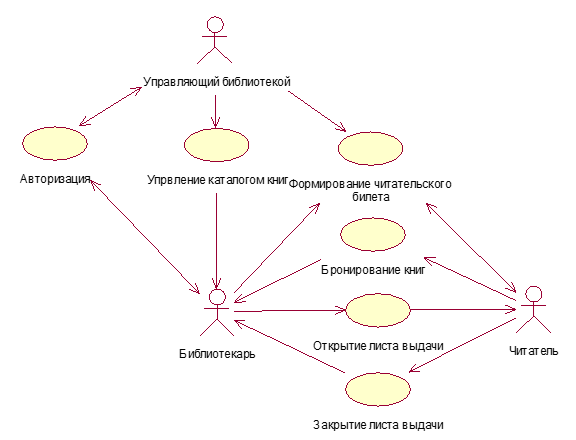 Управляющий библиотекой
Авторизация
Упрвление каталогом книг
Формирование читательского
билета
Бронирование книг
Открытие листа выдачи
Библиотекарь
Читатель
Закрытие листа выдачи